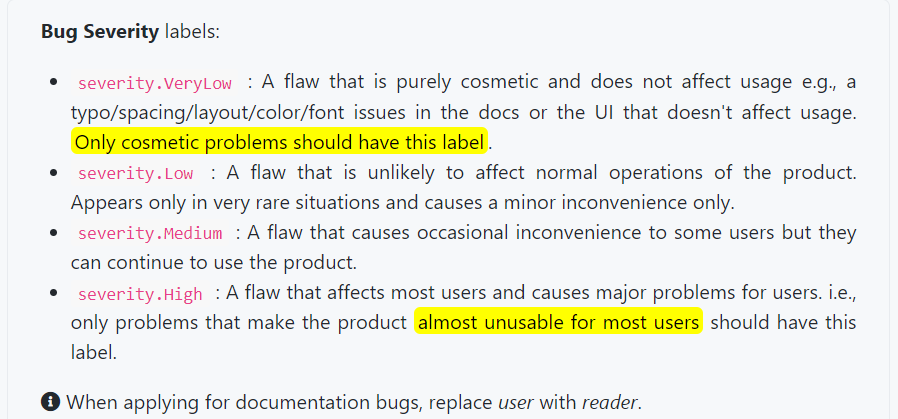 Bug Severity labels:
severity.VeryLow : A flaw that is purely cosmetic and does not affect usage e.g., a
typo/spacing/layout/color/font issues in the docs or the UI that doesn't affect usage.
Only cosmetic problems should have this label.
severity.Low : A flaw that is unlikely to affect normal operations of the product.
Appears only in very rare situations and causes a minor inconvenience only.
severity.Medium : A flaw that causes occasional inconvenience to some users but they
can continue to use the product.
severity.High : A flaw that affects most users and causes major problems for users. i.e.,
only problems that make the product almost unusable for most users should have this
label.
When applying for documentation bugs, replace user with reader.